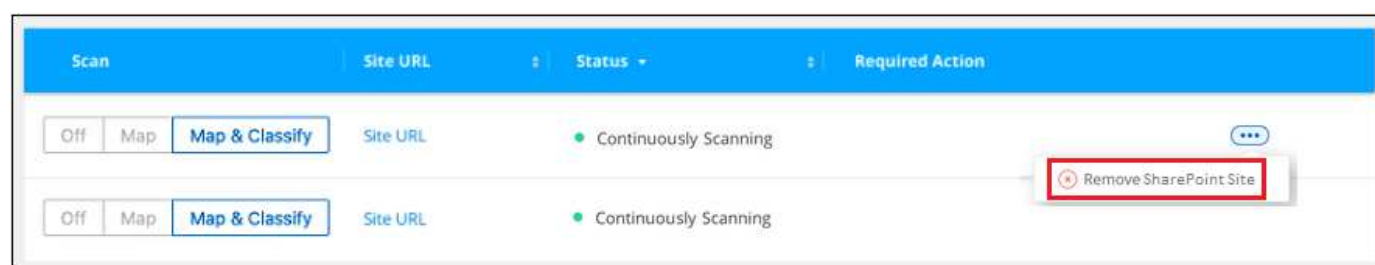 Scan Site URL Status Required Action
Off Map Map & Classify Site URL Continuously Scanning
Remove SharePoint Site
Off Map Map & Classify Site URL Continuously Scanning